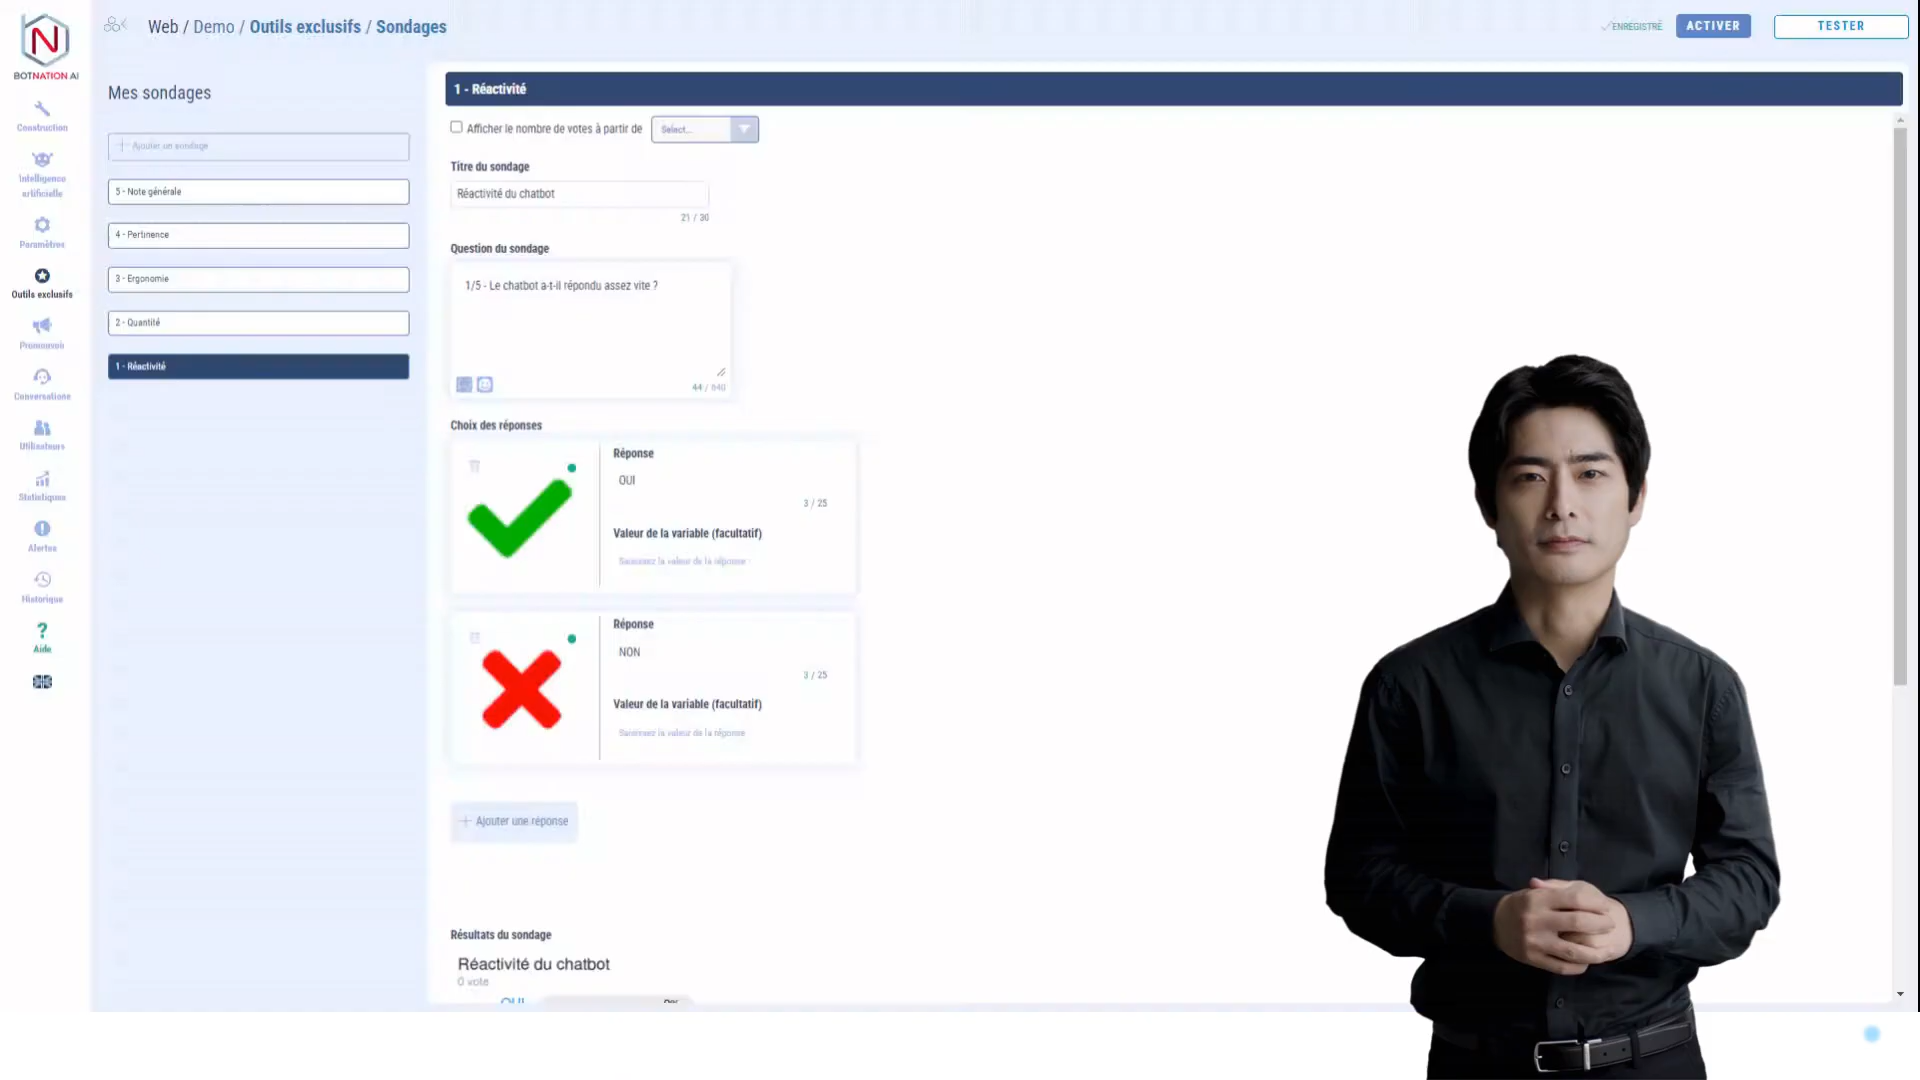 BOTNATION AI
Web / Demo / Outils exclusifs / Sondages
ENREGISTRÉ
ACTIVER
TESTER
Construction
Intelligence
artificielle
Paramètres
Outils exclusifs
Promouvoir
Conversations
Utilisateurs
Statistiques
Alertes
Historique
?
Aide
Mes sondages
+ Ajouter un sondage
5 - Note générale
4 - Pertinence
3 - Ergonomie
2 - Quantité
1 - Réactivité
1 - Réactivité
Afficher le nombre de votes à partir de
Select...
Titre du sondage
Réactivité du chatbot
21 / 30
Question du sondage
1/5 - Le chatbot a-t-il répondu assez vite ?
44 / 640
Choix des réponses
Réponse
OUI
3 / 25
Valeur de la variable (facultatif)
Saisissez la valeur de la réponse
Réponse
NON
3 / 25
Valeur de la variable (facultatif)
Saisissez la valeur de la réponse
+ Ajouter une réponse
Résultats du sondage
Réactivité du chatbot
0 vote
OUI
0%